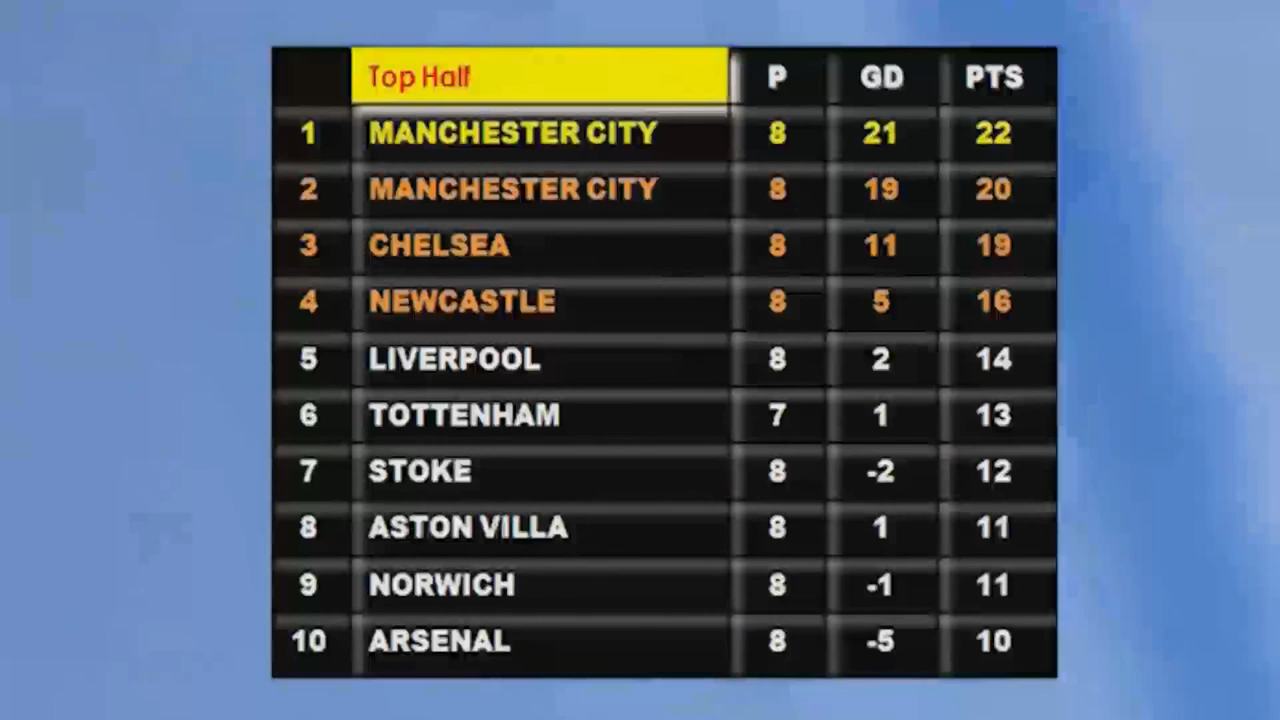 Top Half P GD PTS
1 MANCHESTER CITY 8 21 22
2 MANCHESTER CITY 8 19 20
3 CHELSEA 8 11 19
4 NEWCASTLE 8 5 16
5 LIVERPOOL 8 2 14
6 TOTTENHAM 7 1 13
7 STOKE 8 -2 12
8 ASTON VILLA 8 1 11
9 NORWICH 8 -1 11
10 ARSENAL 8 -5 10